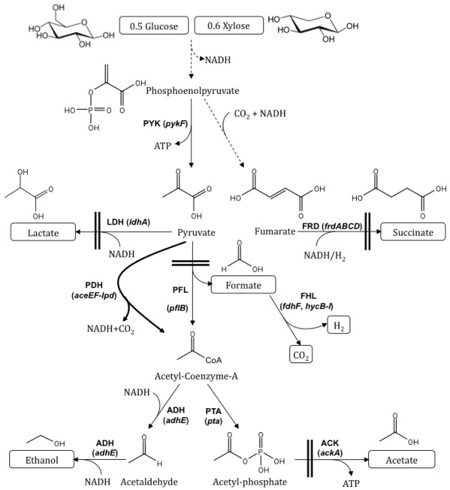 0.5 Glucose
0.6 Xylose
NADH
Phosphoenolpyruvate
PYK (pykF)
CO2 + NADH
ATP
LDH (ldhA)
Lactate
NADH
Pyruvate
Fumarate
FRD (frdABCD)
NADH/H2
Succinate
PDH
(aceEF-lpd)
NADH+CO2
PFL
(pflB)
Formate
FHL
(fdhF, hycB-I)
H2
CO2
CoA
Acetyl-Coenzyme-A
NADH
ADH
(adhE)
PTA
(pta)
ADH
(adhE)
Ethanol
NADH
Acetaldehyde
Acetyl-phosphate
ACK
(ackA)
ATP
Acetate